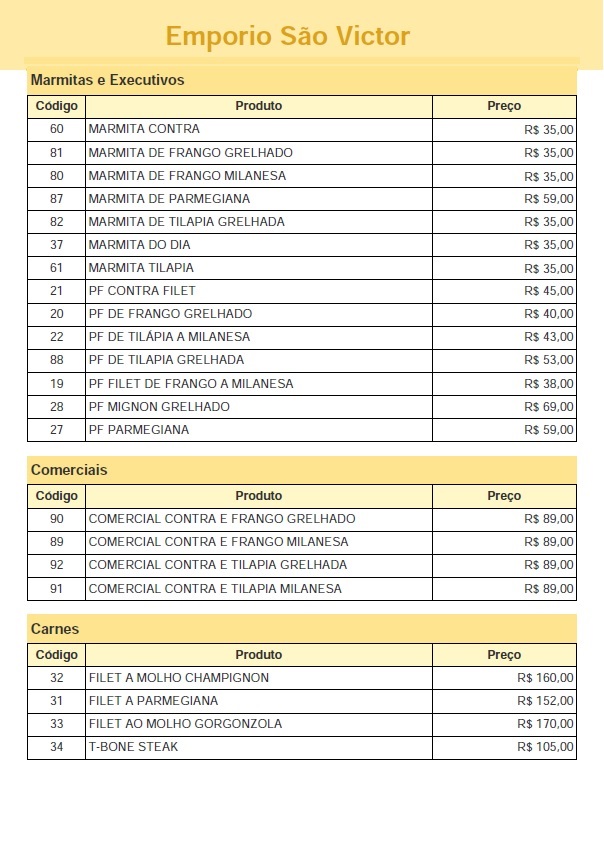 Emporio São Victor
Marmitas e Executivos
Código Produto Preço
60 MARMITA CONTRA R$ 35,00
81 MARMITA DE FRANGO GRELHADO R$ 35,00
80 MARMITA DE FRANGO MILANESA R$ 35,00
87 MARMITA DE PARMEGIANA R$ 59,00
82 MARMITA DE TILAPIA GRELHADA R$ 35,00
37 MARMITA DO DIA R$ 35,00
61 MARMITA TILAPIA R$ 35,00
21 PF CONTRA FILET R$ 45,00
20 PF DE FRANGO GRELHADO R$ 40,00
22 PF DE TILÁPIA A MILANESA R$ 43,00
88 PF DE TILAPIA GRELHADA R$ 53,00
19 PF FILET DE FRANGO A MILANESA R$ 38,00
28 PF MIGNON GRELHADO R$ 69,00
27 PF PARMEGIANA R$ 59,00
Comerciais
Código Produto Preço
90 COMERCIAL CONTRA E FRANGO GRELHADO R$ 89,00
89 COMERCIAL CONTRA E FRANGO MILANESA R$ 89,00
92 COMERCIAL CONTRA E TILAPIA GRELHADA R$ 89,00
91 COMERCIAL CONTRA E TILAPIA MILANESA R$ 89,00
Carnes
Código Produto Preço
32 FILET A MOLHO CHAMPIGNON R$ 160,00
31 FILET A PARMEGIANA R$ 152,00
33 FILET AO MOLHO GORGONZOLA R$ 170,00
34 T-BONE STEAK R$ 105,00